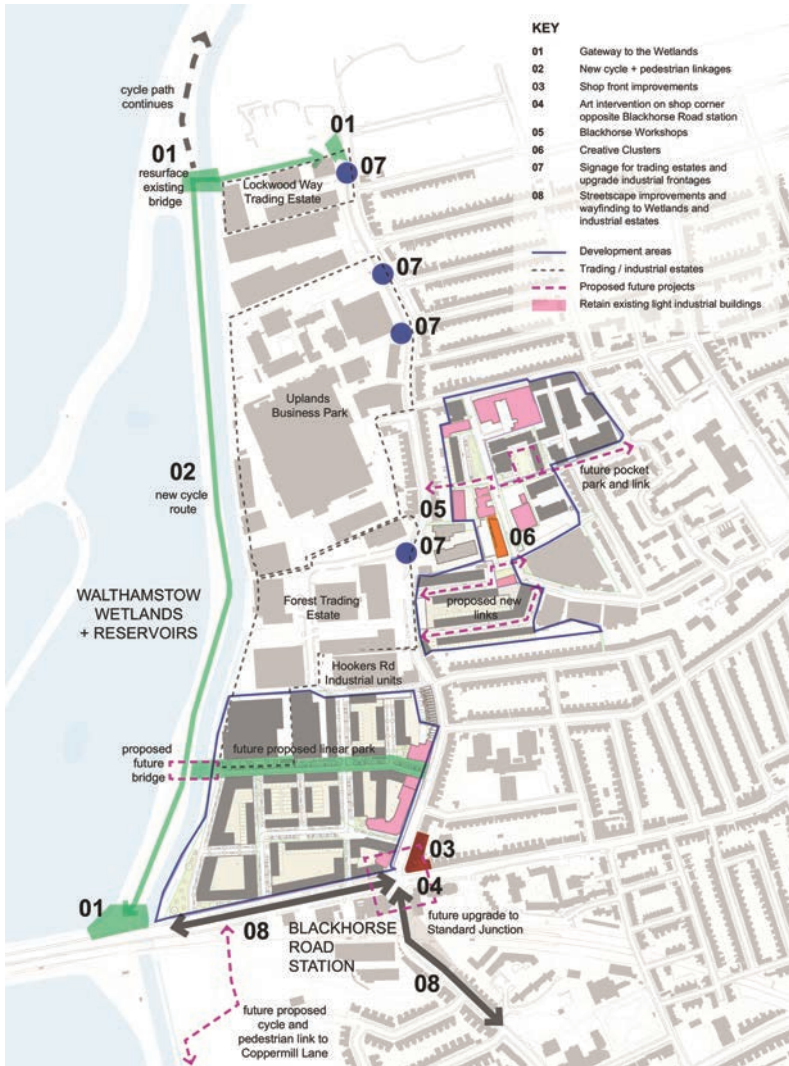 KEY
01 Gateway to the Wetlands
02 New cycle + pedestrian linkages
03 Shop front improvements
04 Art intervention on shop corner
opposite Blackhorse Road station
05 Blackhorse Workshops
06 Creative Clusters
07 Signage for trading estates and
upgrade industrial frontages
08 Streetscape improvements and
wayfinding to Wetlands and
industrial estates
Development areas
Trading / industrial estates
Proposed future projects
Retain existing light industrial buildings
cycle path
continues
01
resurface
existing
bridge
01
07
Lockwood Way
Trading Estate
07
07
Uplands
Business Park
02
new cycle
route
05
future pocket
park and link
06
07
WALTHAMSTOW
WETLANDS
+ RESERVOIRS
Forest Trading
Estate
proposed new
links
Hookers Rd
Industrial units
proposed
future
bridge
future proposed linear park
03
04
01
08
BLACKHORSE
ROAD
STATION
future upgrade to
Standard Junction
08
future proposed
cycle and
pedestrian link to
Coppermill Lane